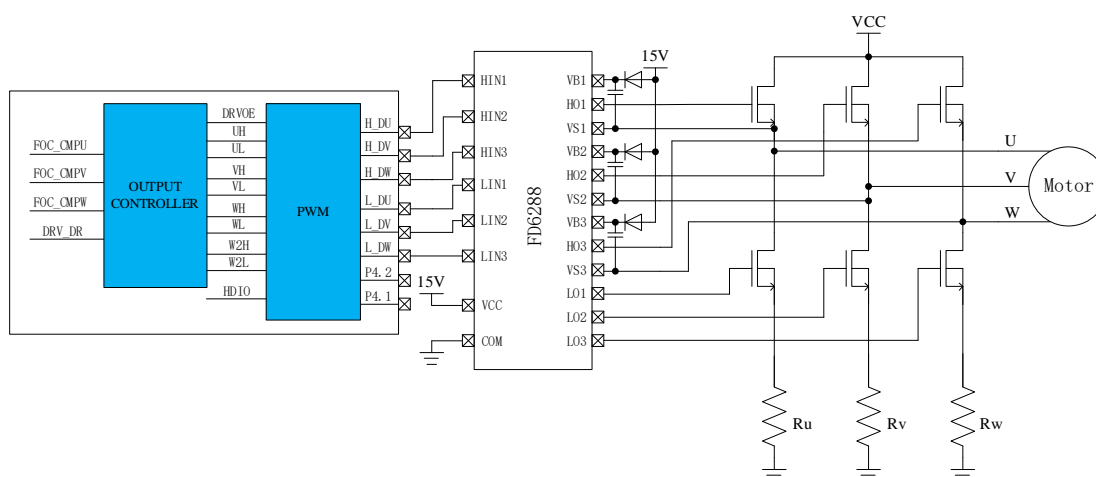 FOC_CMPU
FOC_CMPV
FOC_CMPW
DRV_DR
OUTPUT
CONTROLLER
DRVOE
UH
UL
VH
VL
WH
WL
W2H
W2L
HDIO
PWM
H_DU
H_DV
H_DW
L_DU
L_DV
L_DW
P4.2
P4.1
15V
HIN1
HIN2
HIN3
LIN1
LIN2
LIN3
VCC
COM
FD6288
VB1
HO1
VS1
VB2
HO2
VS2
VB3
HO3
VS3
LO1
LO2
LO3
15V
VCC
U
V
W
Motor
Ru
Rv
Rw